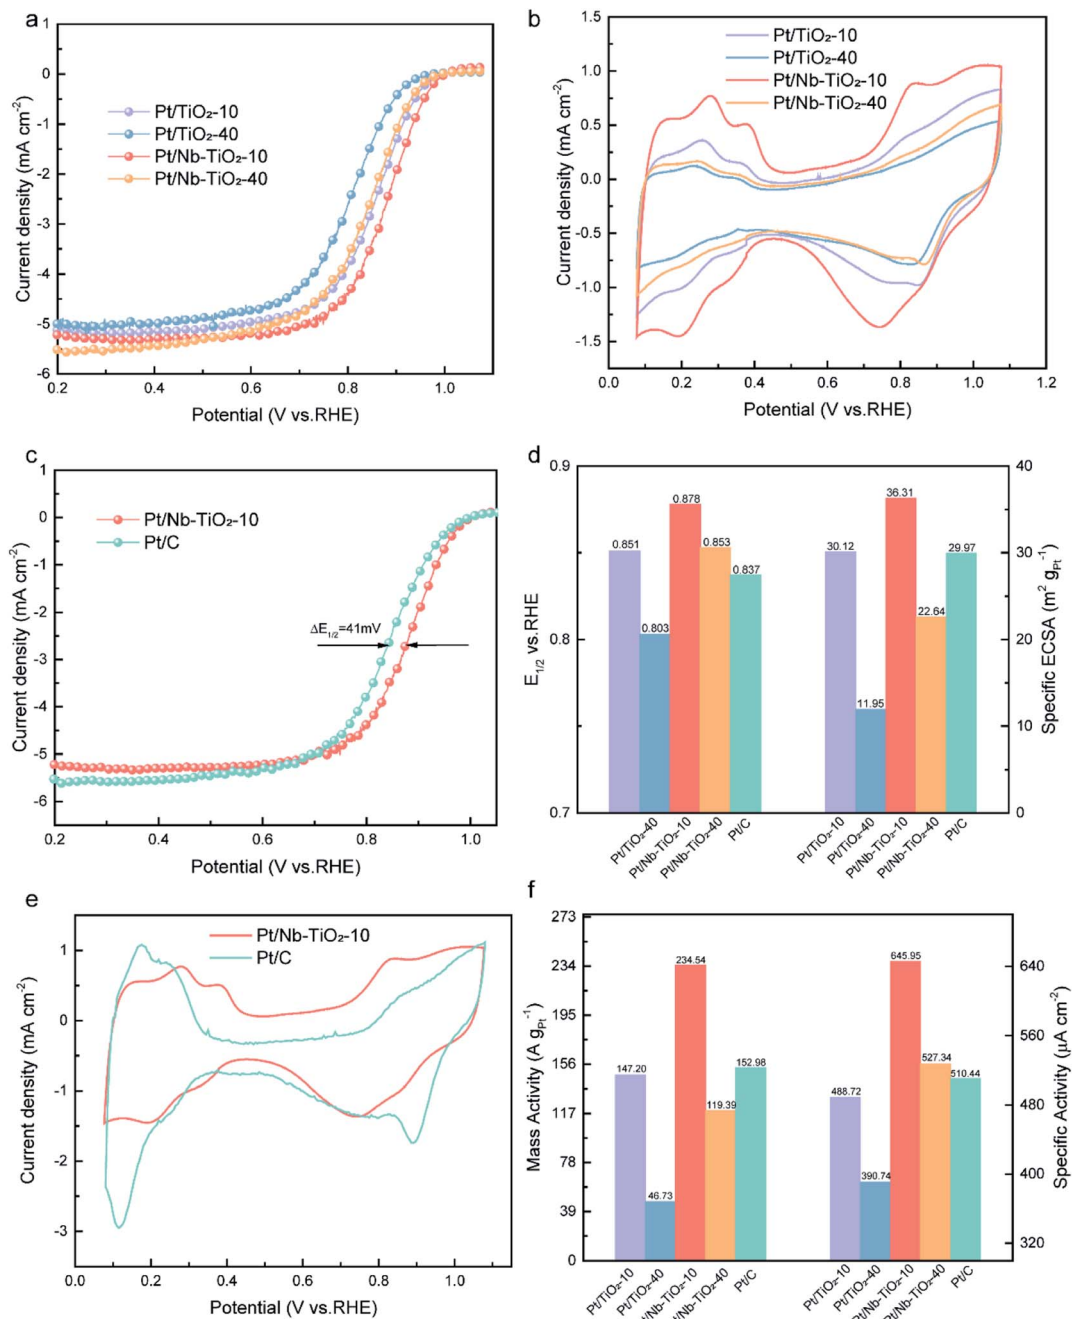 a
1
0
-1
-2
-3
-4
-5
-6
Current density (mA cm⁻²)
Pt/TiO₂-10
Pt/TiO₂-40
Pt/Nb-TiO₂-10
Pt/Nb-TiO₂-40
0.2 0.4 0.6 0.8 1.0
Potential (V vs.RHE)
b
1.5
1.0
0.5
0.0
-0.5
-1.0
-1.5
Current density (mA cm⁻²)
Pt/TiO₂-10
Pt/TiO₂-40
Pt/Nb-TiO₂-10
Pt/Nb-TiO₂-40
0.0 0.2 0.4 0.6 0.8 1.0 1.2
Potential (V vs.RHE)
c
1
0
-1
-2
-3
-4
-5
-6
Current density (mA cm⁻²)
Pt/Nb-TiO₂-10
Pt/C
ΔE₁/₂=41mV
0.2 0.4 0.6 0.8 1.0
Potential (V vs.RHE)
d
0.9
0.8
0.7
E₁/₂ vs.RHE
0.851
0.803
0.878
0.853
0.837
30.12
11.95
36.31
22.64
29.97
40
30
20
10
0
Specific ECSA (m² gPt⁻¹)
Pt/TiO₂-40
Pt/Nb-TiO₂-10
Pt/Nb-TiO₂-40
Pt/C
Pt/TiO₂-10
Pt/TiO₂-40
Pt/Nb-TiO₂-10
Pt/Nb-TiO₂-40
Pt/C
e
1
0
-1
-2
-3
Current density (mA cm⁻²)
Pt/Nb-TiO₂-10
Pt/C
0.0 0.2 0.4 0.6 0.8 1.0
Potential (V vs.RHE)
f
273
234
195
156
117
78
39
0
Mass Activity (A gPt⁻¹)
147.20
46.73
234.54
119.39
152.98
488.72
390.74
645.95
527.34
510.44
640
560
480
400
320
Specific Activity (μA cm⁻²)
Pt/TiO₂-10
Pt/TiO₂-40
Pt/Nb-TiO₂-10
Pt/Nb-TiO₂-40
Pt/C
Pt/TiO₂-10
Pt/TiO₂-40
Pt/Nb-TiO₂-10
Pt/Nb-TiO₂-40
Pt/C